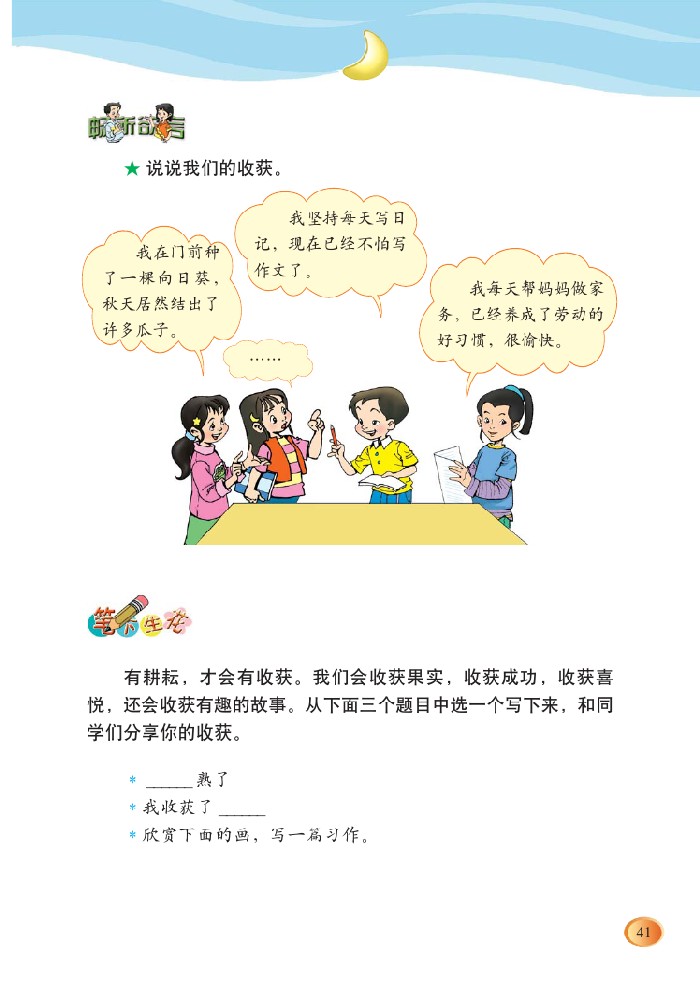 畅所欲言
★ 说说我们的收获。
我在门前种
了一棵向日葵，
秋天居然结出了
许多瓜子。
我坚持每天写日
记，现在已经不怕写
作文了。
……
我每天帮妈妈做家
务，已经养成了劳动的
好习惯，很愉快。
笔下生花
有耕耘，才会有收获。我们会收获果实，收获成功，收获喜
悦，还会收获有趣的故事。从下面三个题目中选一个写下来，和同
学们分享你的收获。
* ______熟了
* 我收获了______
* 欣赏下面的画，写一篇习作。
41